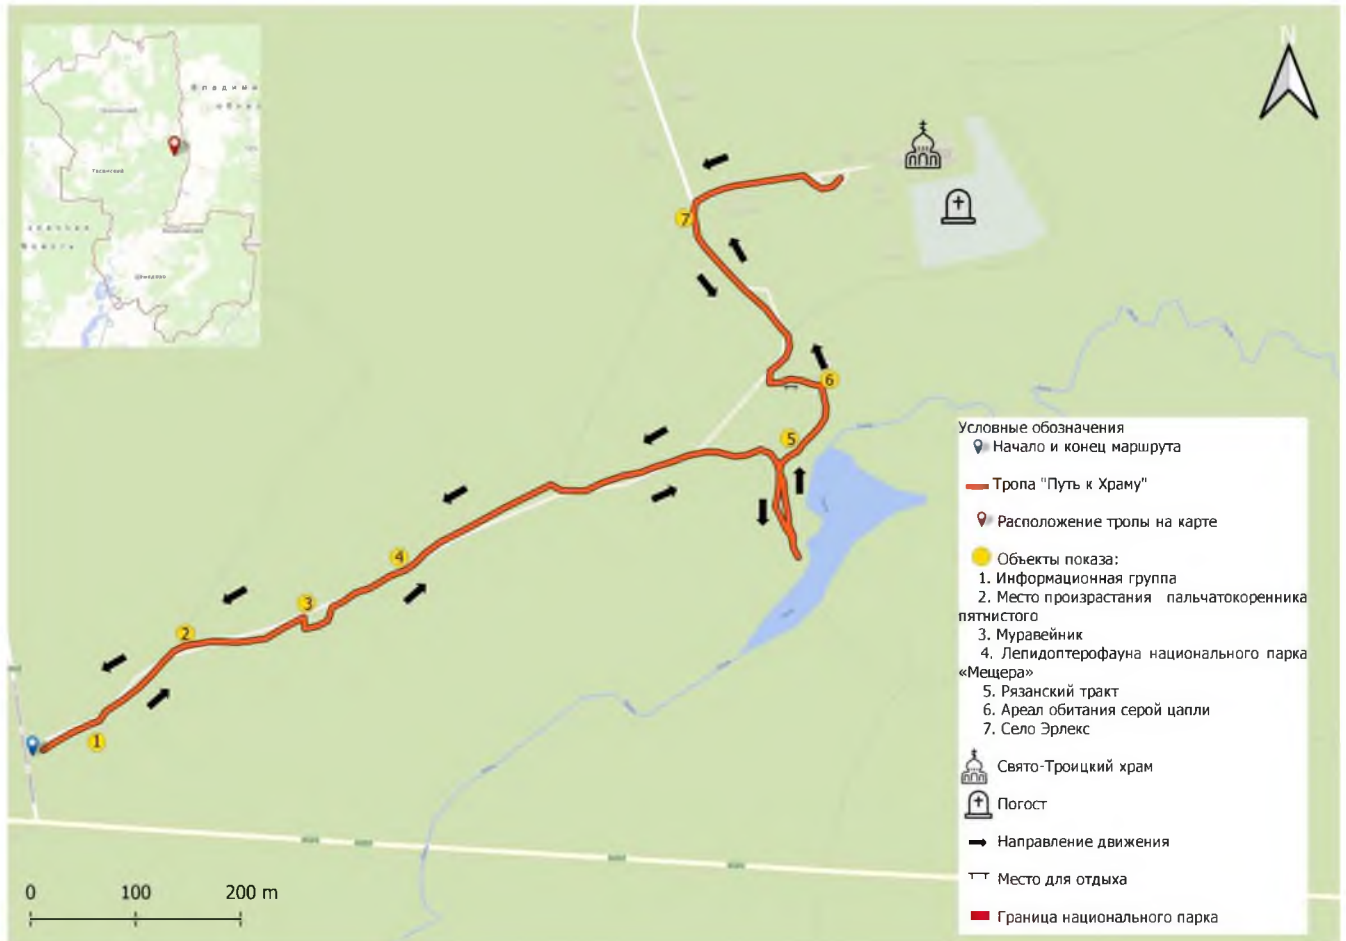 N
7
6
5
4
3
2
1
Условные обозначения
Начало и конец маршрута
Тропа "Путь к Храму"
Расположение тропы на карте
Объекты показа:
1. Информационная группа
2. Место произрастания пальчатокоренника
пятнистого
3. Муравейник
4. Лепидоптерофауна национального парка
«Мещера»
5. Рязанский тракт
6. Ареал обитания серой цапли
7. Село Эрлекс
Свято-Троицкий храм
Погост
Направление движения
Место для отдыха
Граница национального парка
0 100 200 m